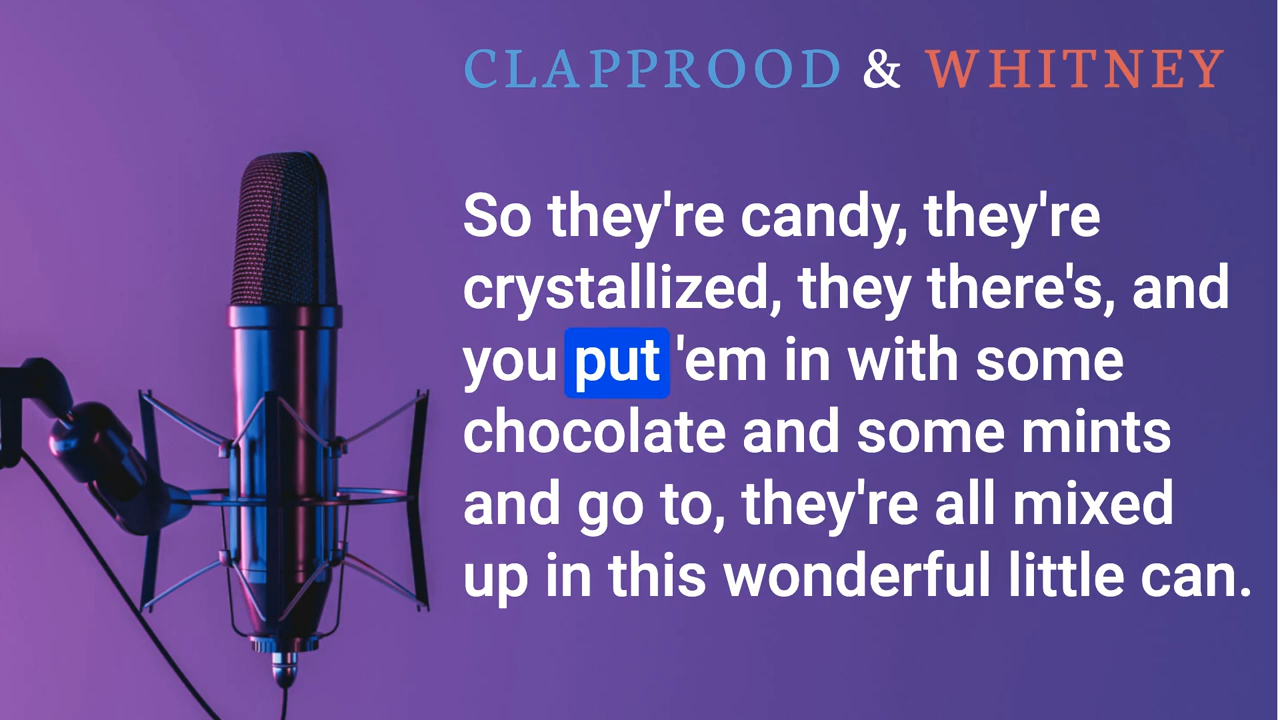 CLAPPROOD & WHITNEY
So they're candy, they're
crystallized, they there's, and
you put 'em in with some
chocolate and some mints
and go to, they're all mixed
up in this wonderful little can.